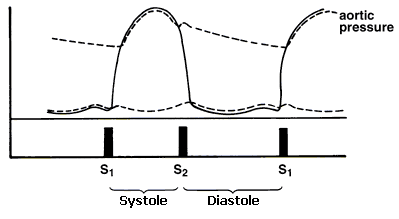 aortic
pressure
S1 S2 S1
Systole Diastole